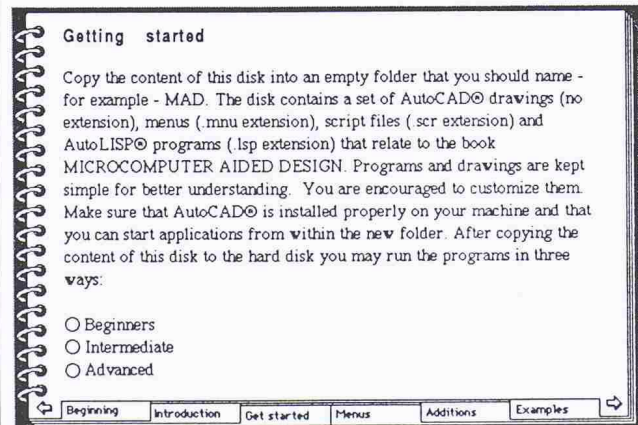 Getting started
Copy the content of this disk into an empty folder that you should name -
for example - MAD. The disk contains a set of AutoCAD® drawings (no
extension), menus (.mnu extension), script files (.scr extension) and
AutoLISP® programs (.lsp extension) that relate to the book
MICROCOMPUTER AIDED DESIGN. Programs and drawings are kept
simple for better understanding. You are encouraged to customize them.
Make sure that AutoCAD® is installed properly on your machine and that
you can start applications from within the new folder. After copying the
content of this disk to the hard disk you may run the programs in three
ways:
Beginners
Intermediate
Advanced
Beginning Introduction Get started Menus Additions Examples